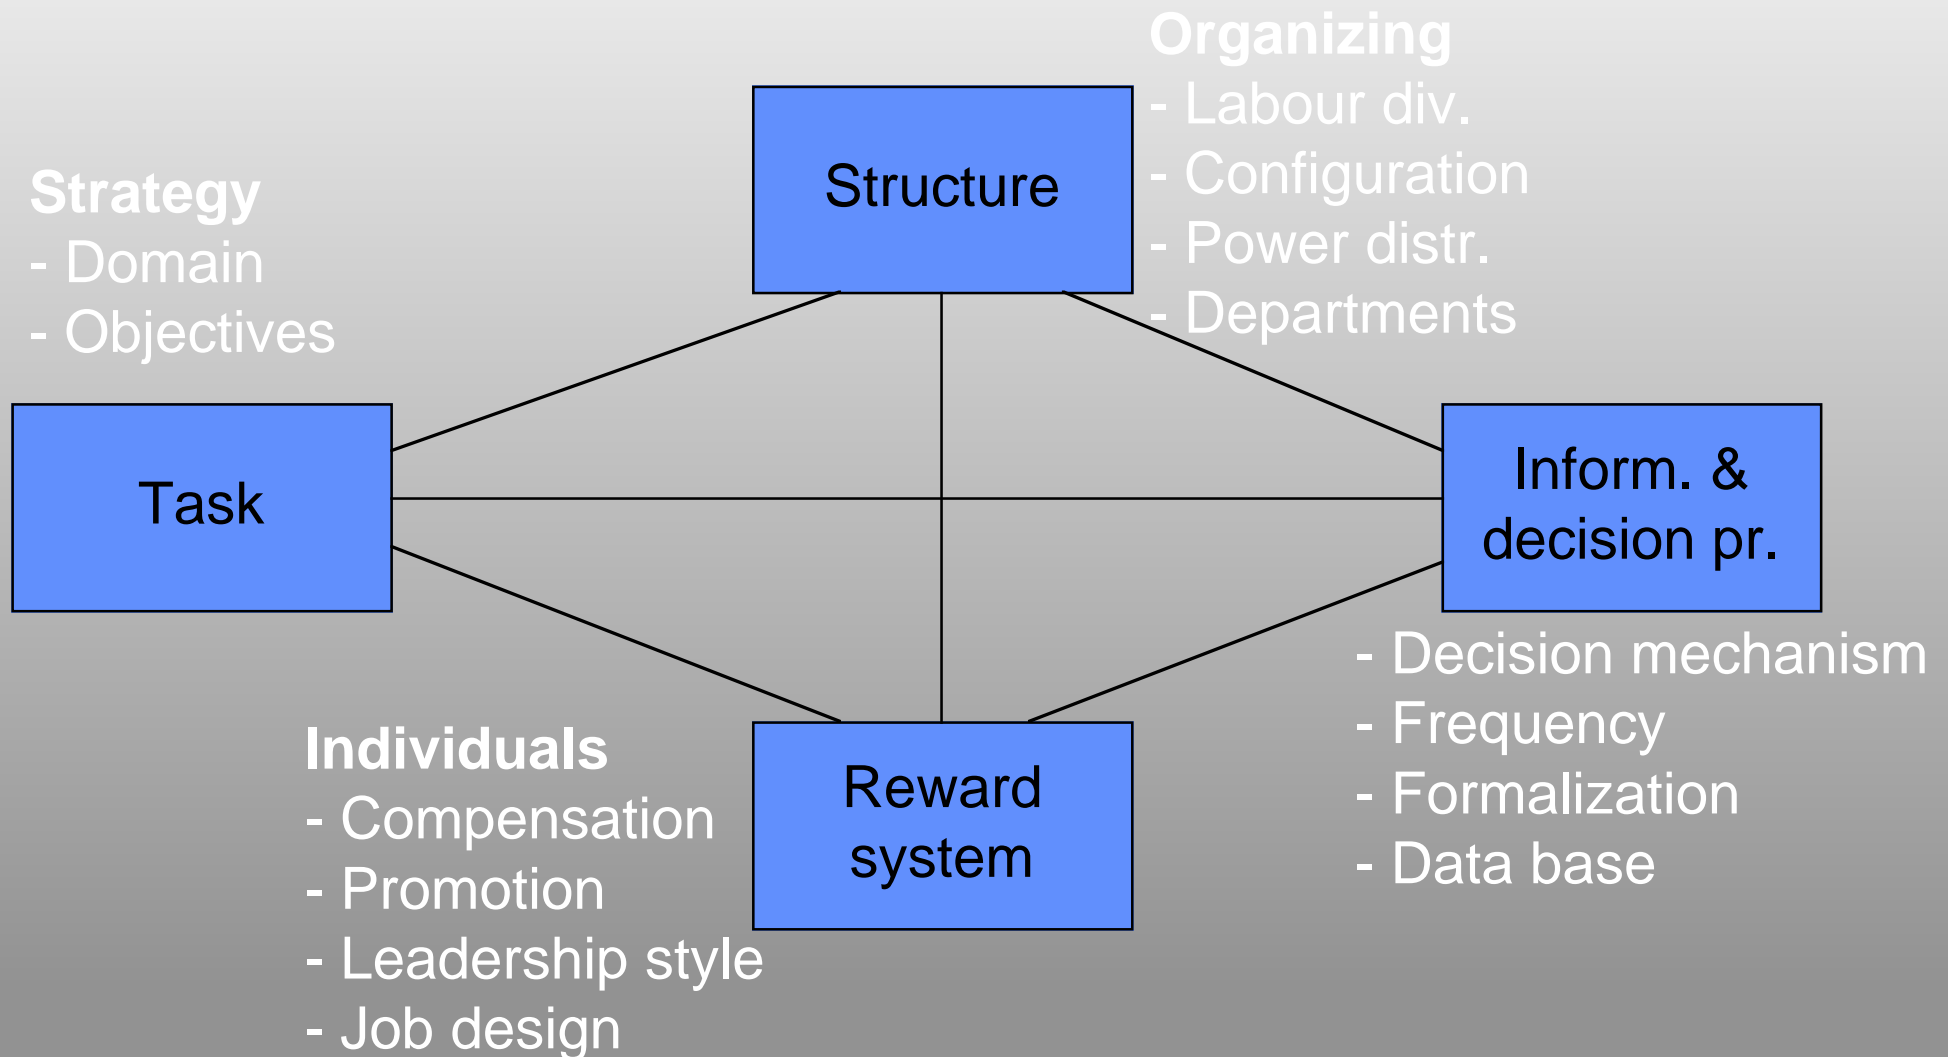 Organizing
- Labour div.
- Configuration
- Power distr.
- Departments
Structure
Strategy
- Domain
- Objectives
Task
Inform. &
decision pr.
- Decision mechanism
- Frequency
- Formalization
- Data base
Individuals
- Compensation
- Promotion
- Leadership style
- Job design
Reward
system